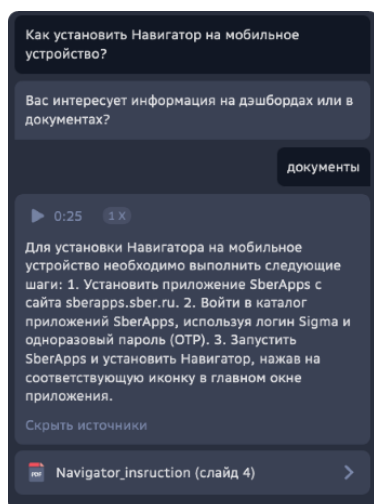 Как установить Навигатор на мобильное
устройство?
Вас интересует информация на дэшбордах или в
документах?
документы
0:25 1 X
Для установки Навигатора на мобильное
устройство необходимо выполнить следующие
шаги: 1. Установить приложение SberApps с
сайта sberapps.sber.ru. 2. Войти в каталог
приложений SberApps, используя логин Sigma и
одноразовый пароль (OTP). 3. Запустить
SberApps и установить Навигатор, нажав на
соответствующую иконку в главном окне
приложения.
Скрыть источники
PDF Navigator_insruction (слайд 4)